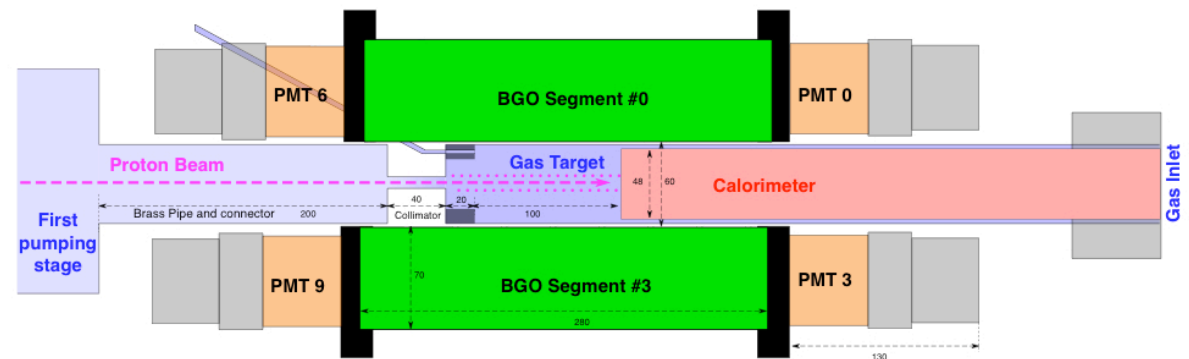 PMT 6
BGO Segment #0
PMT 0
Proton Beam
Gas Target
Calorimeter
Gas Inlet
48
60
40
20
100
Brass Pipe and connector
200
Collimator
First
pumping
stage
PMT 9
70
BGO Segment #3
PMT 3
280
130